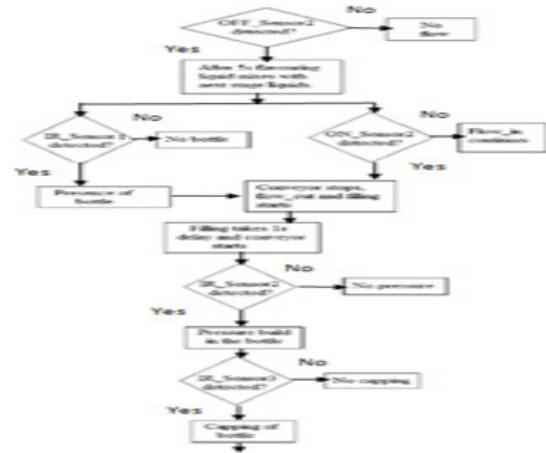 OFF_Sensor2
detected?
No
No
flow
Yes
After 5s flavouring
liquid mixes with
next stage liquids.
No
No
IR_Sensor1
detected?
No bottle
ON_Sensor2
detected?
Flow_in
continues
Yes
Yes
Presence of
bottle
Conveyor stops,
flow_out and filling
starts
Filling takes 1s
delay and conveyor
starts
No
IR_Sensor2
detected?
No pressure
Yes
Pressure build
in the bottle
No
IR_Sensor3
detected?
No capping
Yes
Capping of
bottle